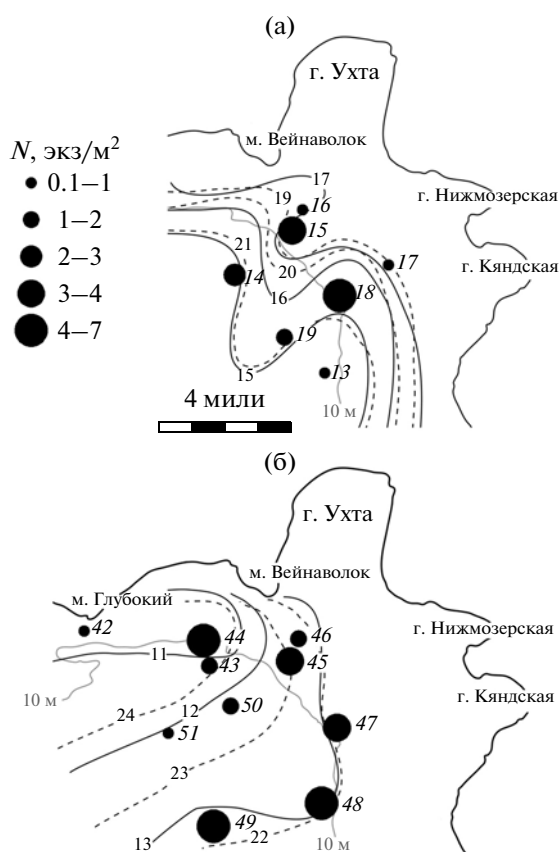 (а)
г. Ухта
м. Вейнаволок
N, экз/м²
0.1–1
1–2
2–3
3–4
4–7
17
19
16
15
г. Нижмозерская
21
20
17
г. Кяндская
14
16
18
19
15
13
4 мили
10 м
(б)
г. Ухта
м. Вейнаволок
м. Глубокий
42
44
46
г. Нижмозерская
11
43
45
10 м
24
12
50
г. Кяндская
51
47
23
48
49
13
22
10 м